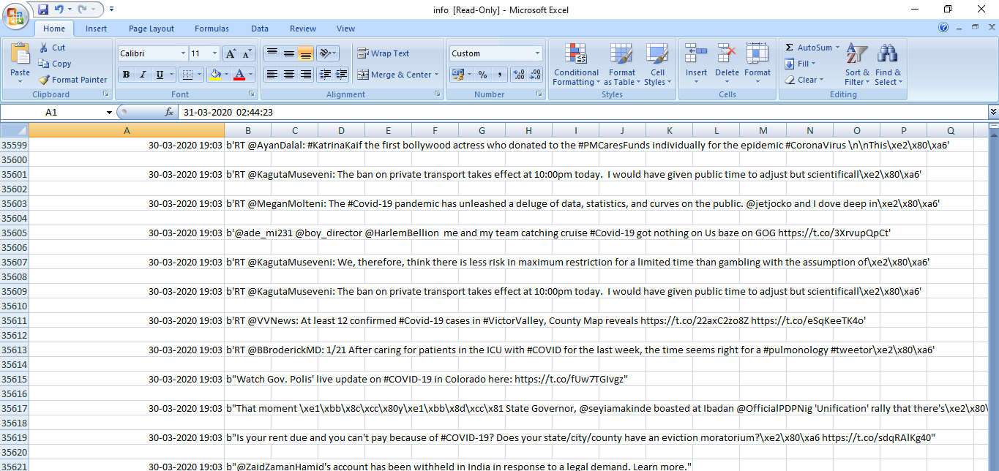 info [Read-Only] - Microsoft Excel
Home Insert Page Layout Formulas Data Review View
Paste
Cut
Copy
Format Painter
Clipboard
Calibri 11
B I U
Font
Wrap Text
Merge & Center
Alignment
Custom
% ,
Number
Conditional Formatting
Format as Table
Cell Styles
Styles
Insert Delete Format
Cells
Σ AutoSum
Fill
Clear
Sort & Filter
Find & Select
Editing
A1 fx 31-03-2020 02:44:23
A B C D E F G H I J K L M N O P Q
35599 30-03-2020 19:03 b'RT @AyanDalal: #KatrinaKaif the first bollywood actress who donated to the #PMCaresFunds individually for the epidemic #CoronaVirus \n\nThis\xe2\x80\xa6'
35600
35601 30-03-2020 19:03 b'RT @KagutaMuseveni: The ban on private transport takes effect at 10:00pm today.  I would have given public time to adjust but scientificall\xe2\x80\xa6'
35602
35603 30-03-2020 19:03 b'RT @MeganMolteni: The #Covid-19 pandemic has unleashed a deluge of data, statistics, and curves on the public. @jetjocko and I dove deep in\xe2\x80\xa6'
35604
35605 30-03-2020 19:03 b'@ade_mi231 @boy_director @HarlemBellion  me and my team catching cruise #Covid-19 got nothing on Us baze on GOG https://t.co/3XrvupQpCt'
35606
35607 30-03-2020 19:03 b'RT @KagutaMuseveni: We, therefore, think there is less risk in maximum restriction for a limited time than gambling with the assumption of\xe2\x80\xa6'
35608
35609 30-03-2020 19:03 b'RT @KagutaMuseveni: The ban on private transport takes effect at 10:00pm today.  I would have given public time to adjust but scientificall\xe2\x80\xa6'
35610
35611 30-03-2020 19:03 b'RT @VVNews: At least 12 confirmed #Covid-19 cases in #VictorValley, County Map reveals https://t.co/22axC2zo8Z https://t.co/eSqKeeTK4o'
35612
35613 30-03-2020 19:03 b'RT @BBroderickMD: 1/21 After caring for patients in the ICU with #COVID for the last week, the time seems right for a #pulmonology #tweetor\xe2\x80\xa6'
35614
35615 30-03-2020 19:03 b"Watch Gov. Polis' live update on #COVID-19 in Colorado here: https://t.co/fUw7TGIvgz"
35616
35617 30-03-2020 19:03 b"That moment \xe1\xbb\x8c\xcc\x80y\xe1\xbb\x8d\xcc\x81 State Governor, @seyiamakinde boasted at Ibadan @OfficialPDPNig 'Unification' rally that there's\xe2\x80\
35618
35619 30-03-2020 19:03 b"Is your rent due and you can't pay because of #COVID-19? Does your state/city/county have an eviction moratorium?\xe2\x80\xa6 https://t.co/sdqRAlKg40"
35620
35621 30-03-2020 19:03 b"@ZaidZamanHamid's account has been withheld in India in response to a legal demand. Learn more."